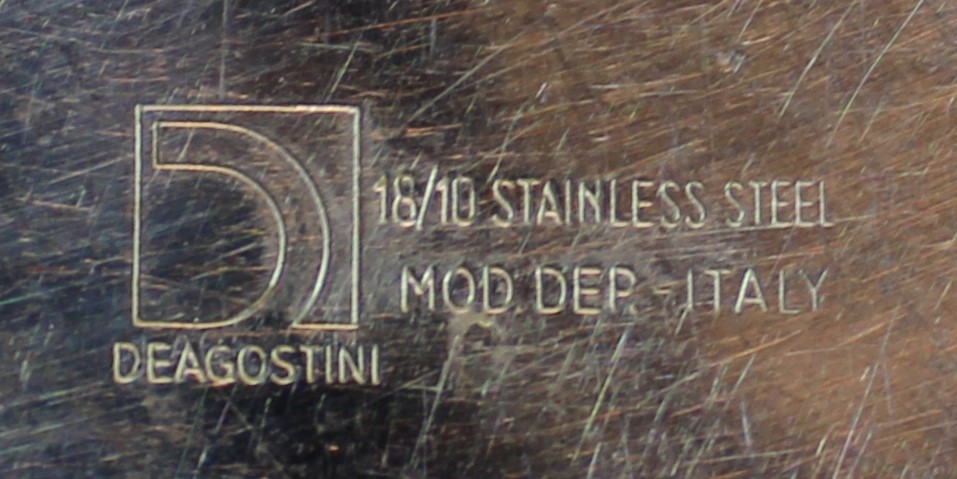 18/10 STAINLESS STEEL
MOD. DEP. - ITALY
DEAGOSTINI